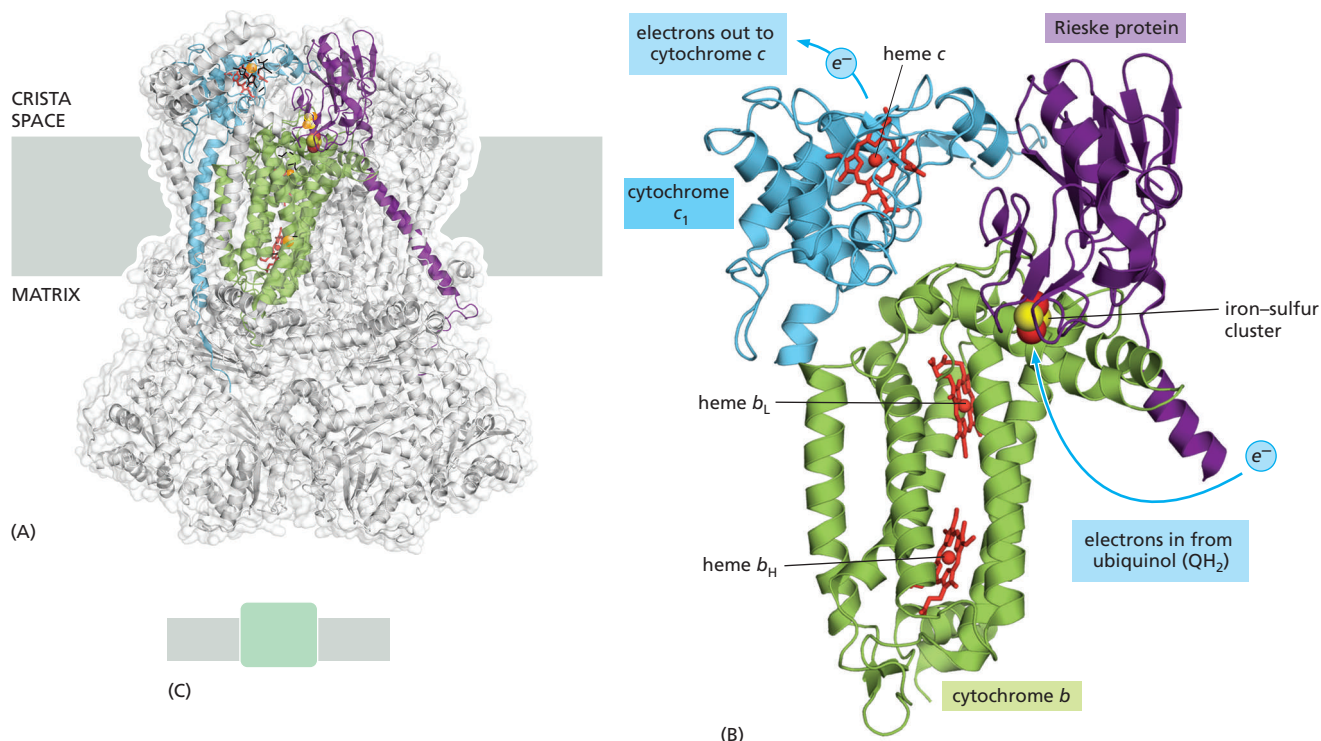 (A)
CRISTA
SPACE
MATRIX
(C)
(B)
electrons out to
cytochrome c
e–
heme c
Rieske protein
cytochrome
c1
iron–sulfur
cluster
heme bL
e–
heme bH
electrons in from
ubiquinol (QH2)
cytochrome b